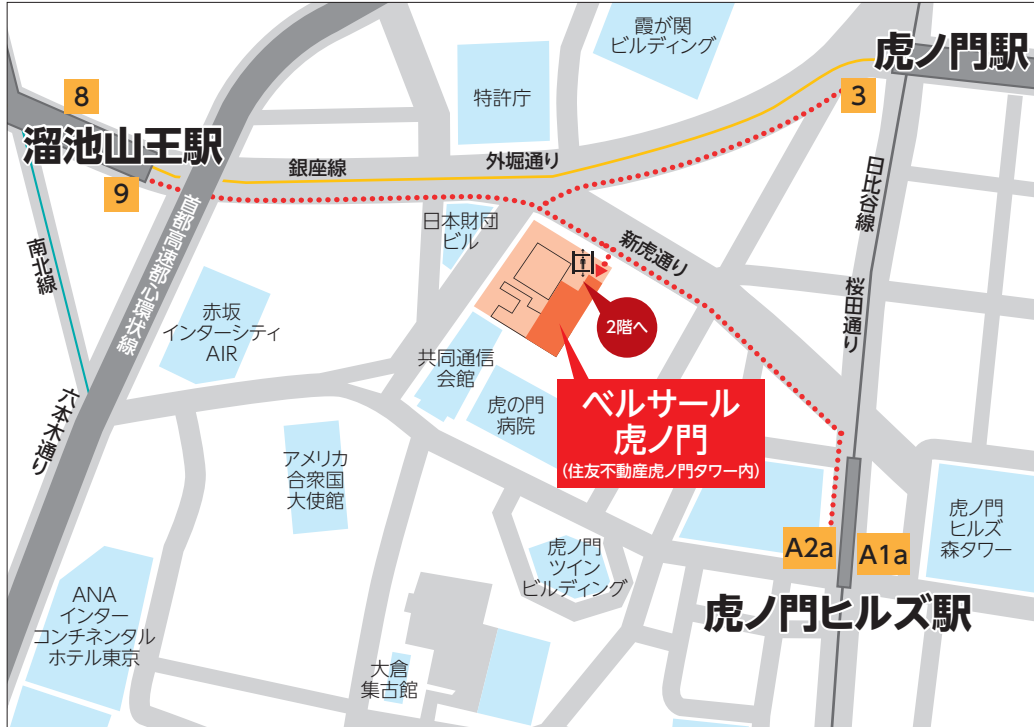 霞が関
ビルディング
虎ノ門駅
8
特許庁
3
溜池山王駅
外堀通り
銀座線
9
日比谷線
首都高速都心環状線
日本財団
ビル
新虎通り
南北線
桜田通り
赤坂
インターシティ
AIR
2階へ
共同通信
会館
ベルサール
虎ノ門
(住友不動産虎ノ門タワー内)
虎の門
病院
六本木通り
アメリカ
合衆国
大使館
虎ノ門
ヒルズ
森タワー
A2a
A1a
虎ノ門
ツイン
ビルディング
ANA
インター
コンチネンタル
ホテル東京
虎ノ門ヒルズ駅
大倉
集古館